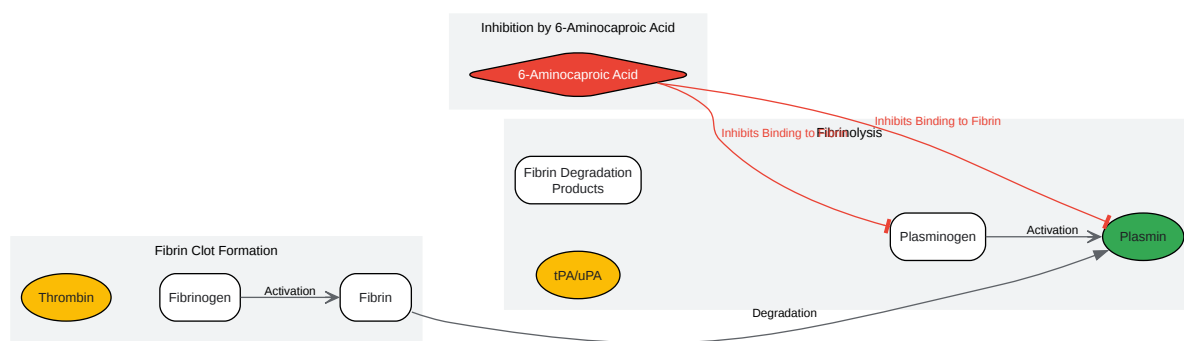 Inhibition by 6-Aminocaproic Acid
6-Aminocaproic Acid
Inhibits Binding to Fibrin
Inhibits Binding to Fibrin
Fibrinolysis
Fibrin Degradation
Products
Plasminogen
Activation
Plasmin
tPA/uPA
Fibrin Clot Formation
Thrombin
Fibrinogen
Activation
Fibrin
Degradation